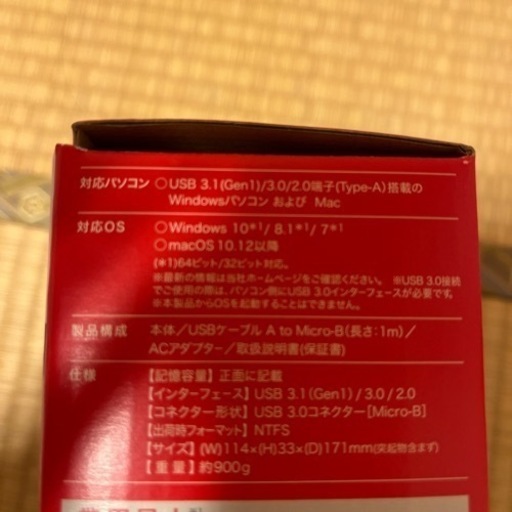 対応パソコン ○USB 3.1(Gen1)/3.0/2.0端子(Type-A)搭載の
Windowsパソコン および Mac
対応OS ○Windows 10*1/ 8.1*1/ 7*1
○macOS 10.12以降
(*1)64ビット/32ビット対応。
※最新の情報は当社ホームページをご確認ください。 ※USB 3.0接続
でご使用の際は、パソコン側にUSB 3.0インターフェースが必要です。
※本製品からOSを起動することはできません。
製品構成 本体/USBケーブル A to Micro-B(長さ:1m)/
ACアダプター/取扱説明書(保証書)
仕様 【記憶容量】正面に記載
【インターフェース】USB 3.1(Gen1) / 3.0 / 2.0
【コネクター形状】USB 3.0コネクター[Micro-B]
【出荷時フォーマット】NTFS
【サイズ】(W)114×(H)33×(D)171mm(突起物含まず)
【重量】約900g